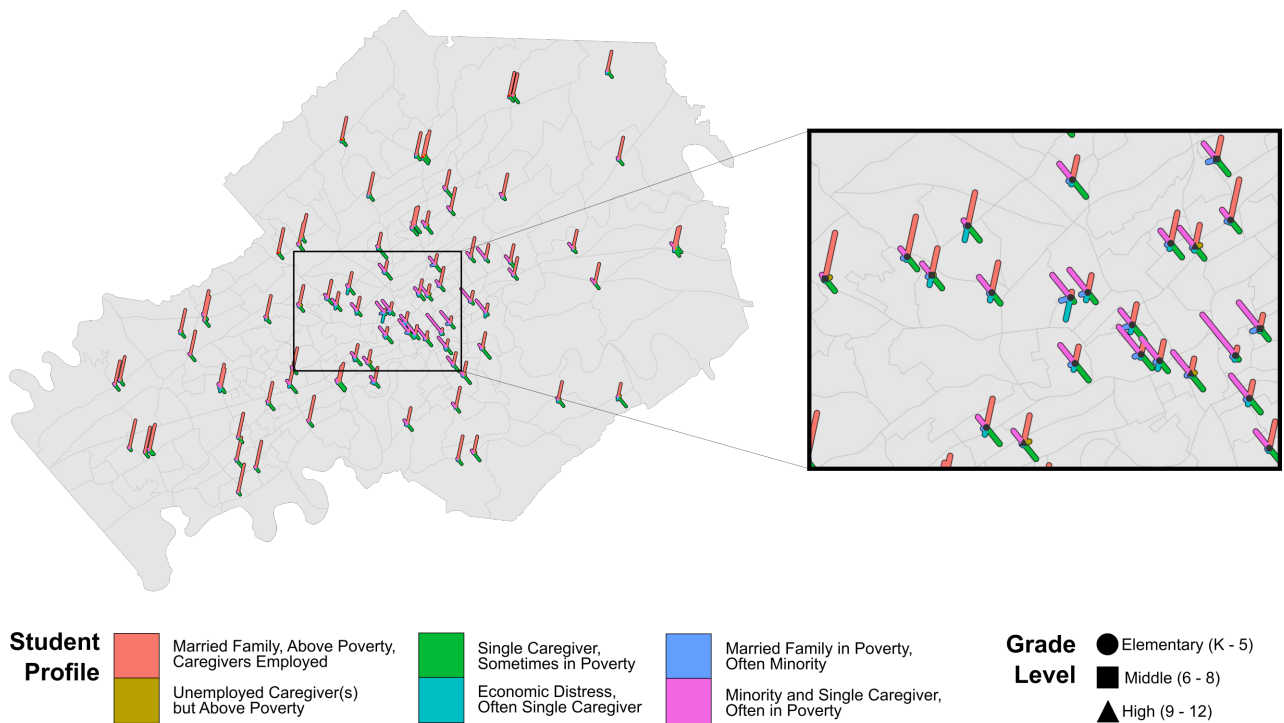 Student Profile
Married Family, Above Poverty,
Caregivers Employed
Unemployed Caregiver(s)
but Above Poverty
Single Caregiver,
Sometimes in Poverty
Economic Distress,
Often Single Caregiver
Married Family in Poverty,
Often Minority
Minority and Single Caregiver,
Often in Poverty
Grade
Level
Elementary (K - 5)
Middle (6 - 8)
High (9 - 12)